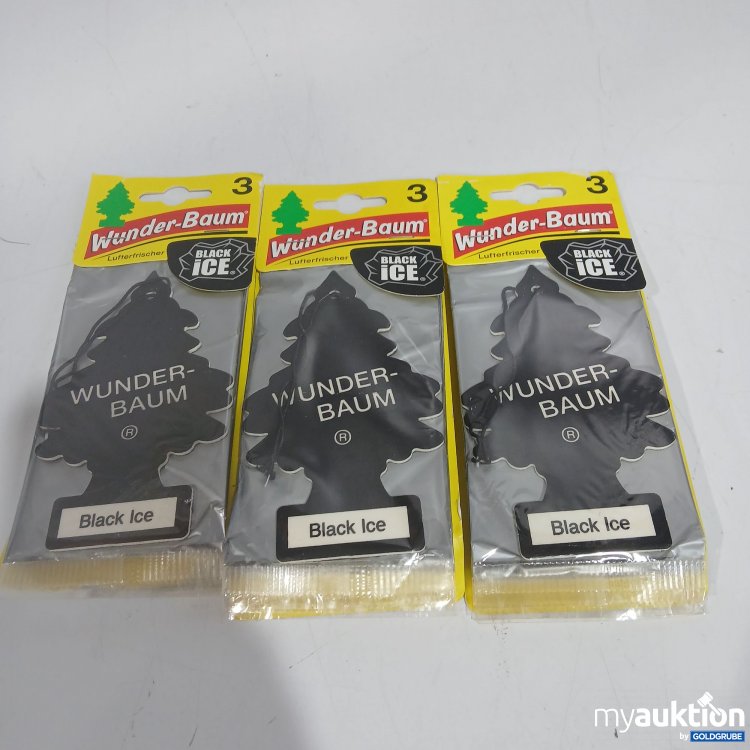 3
Wunder-Baum®
Lufterfrischer
BLACK
iCE®
WUNDER-
BAUM
®
Black Ice
3
Wunder-Baum®
Lufterfrischer
BLACK
iCE®
WUNDER-
BAUM
®
Black Ice
3
Wunder-Baum®
Lufterfrischer
BLACK
iCE®
WUNDER-
BAUM
®
Black Ice
myauktion
by GOLDGRUBE